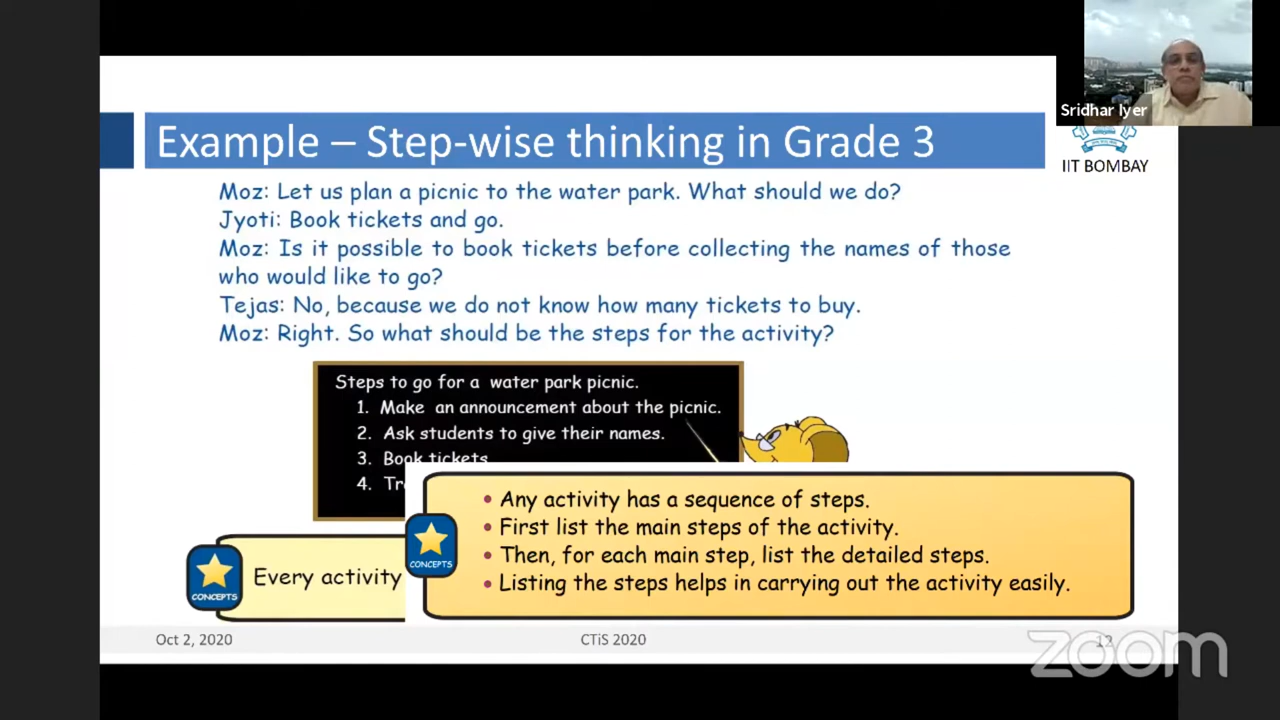 Sridhar Iyer
IIT BOMBAY
Example – Step-wise thinking in Grade 3
Moz: Let us plan a picnic to the water park. What should we do?
Jyoti: Book tickets and go.
Moz: Is it possible to book tickets before collecting the names of those
who would like to go?
Tejas: No, because we do not know how many tickets to buy.
Moz: Right. So what should be the steps for the activity?
Steps to go for a water park picnic.
1. Make an announcement about the picnic.
2. Ask students to give their names.
3. Book tickets
4.
Every activity
CONCEPTS
• Any activity has a sequence of steps.
• First list the main steps of the activity.
• Then, for each main step, list the detailed steps.
• Listing the steps helps in carrying out the activity easily.
CONCEPTS
Oct 2, 2020
CTiS 2020
12
zoom